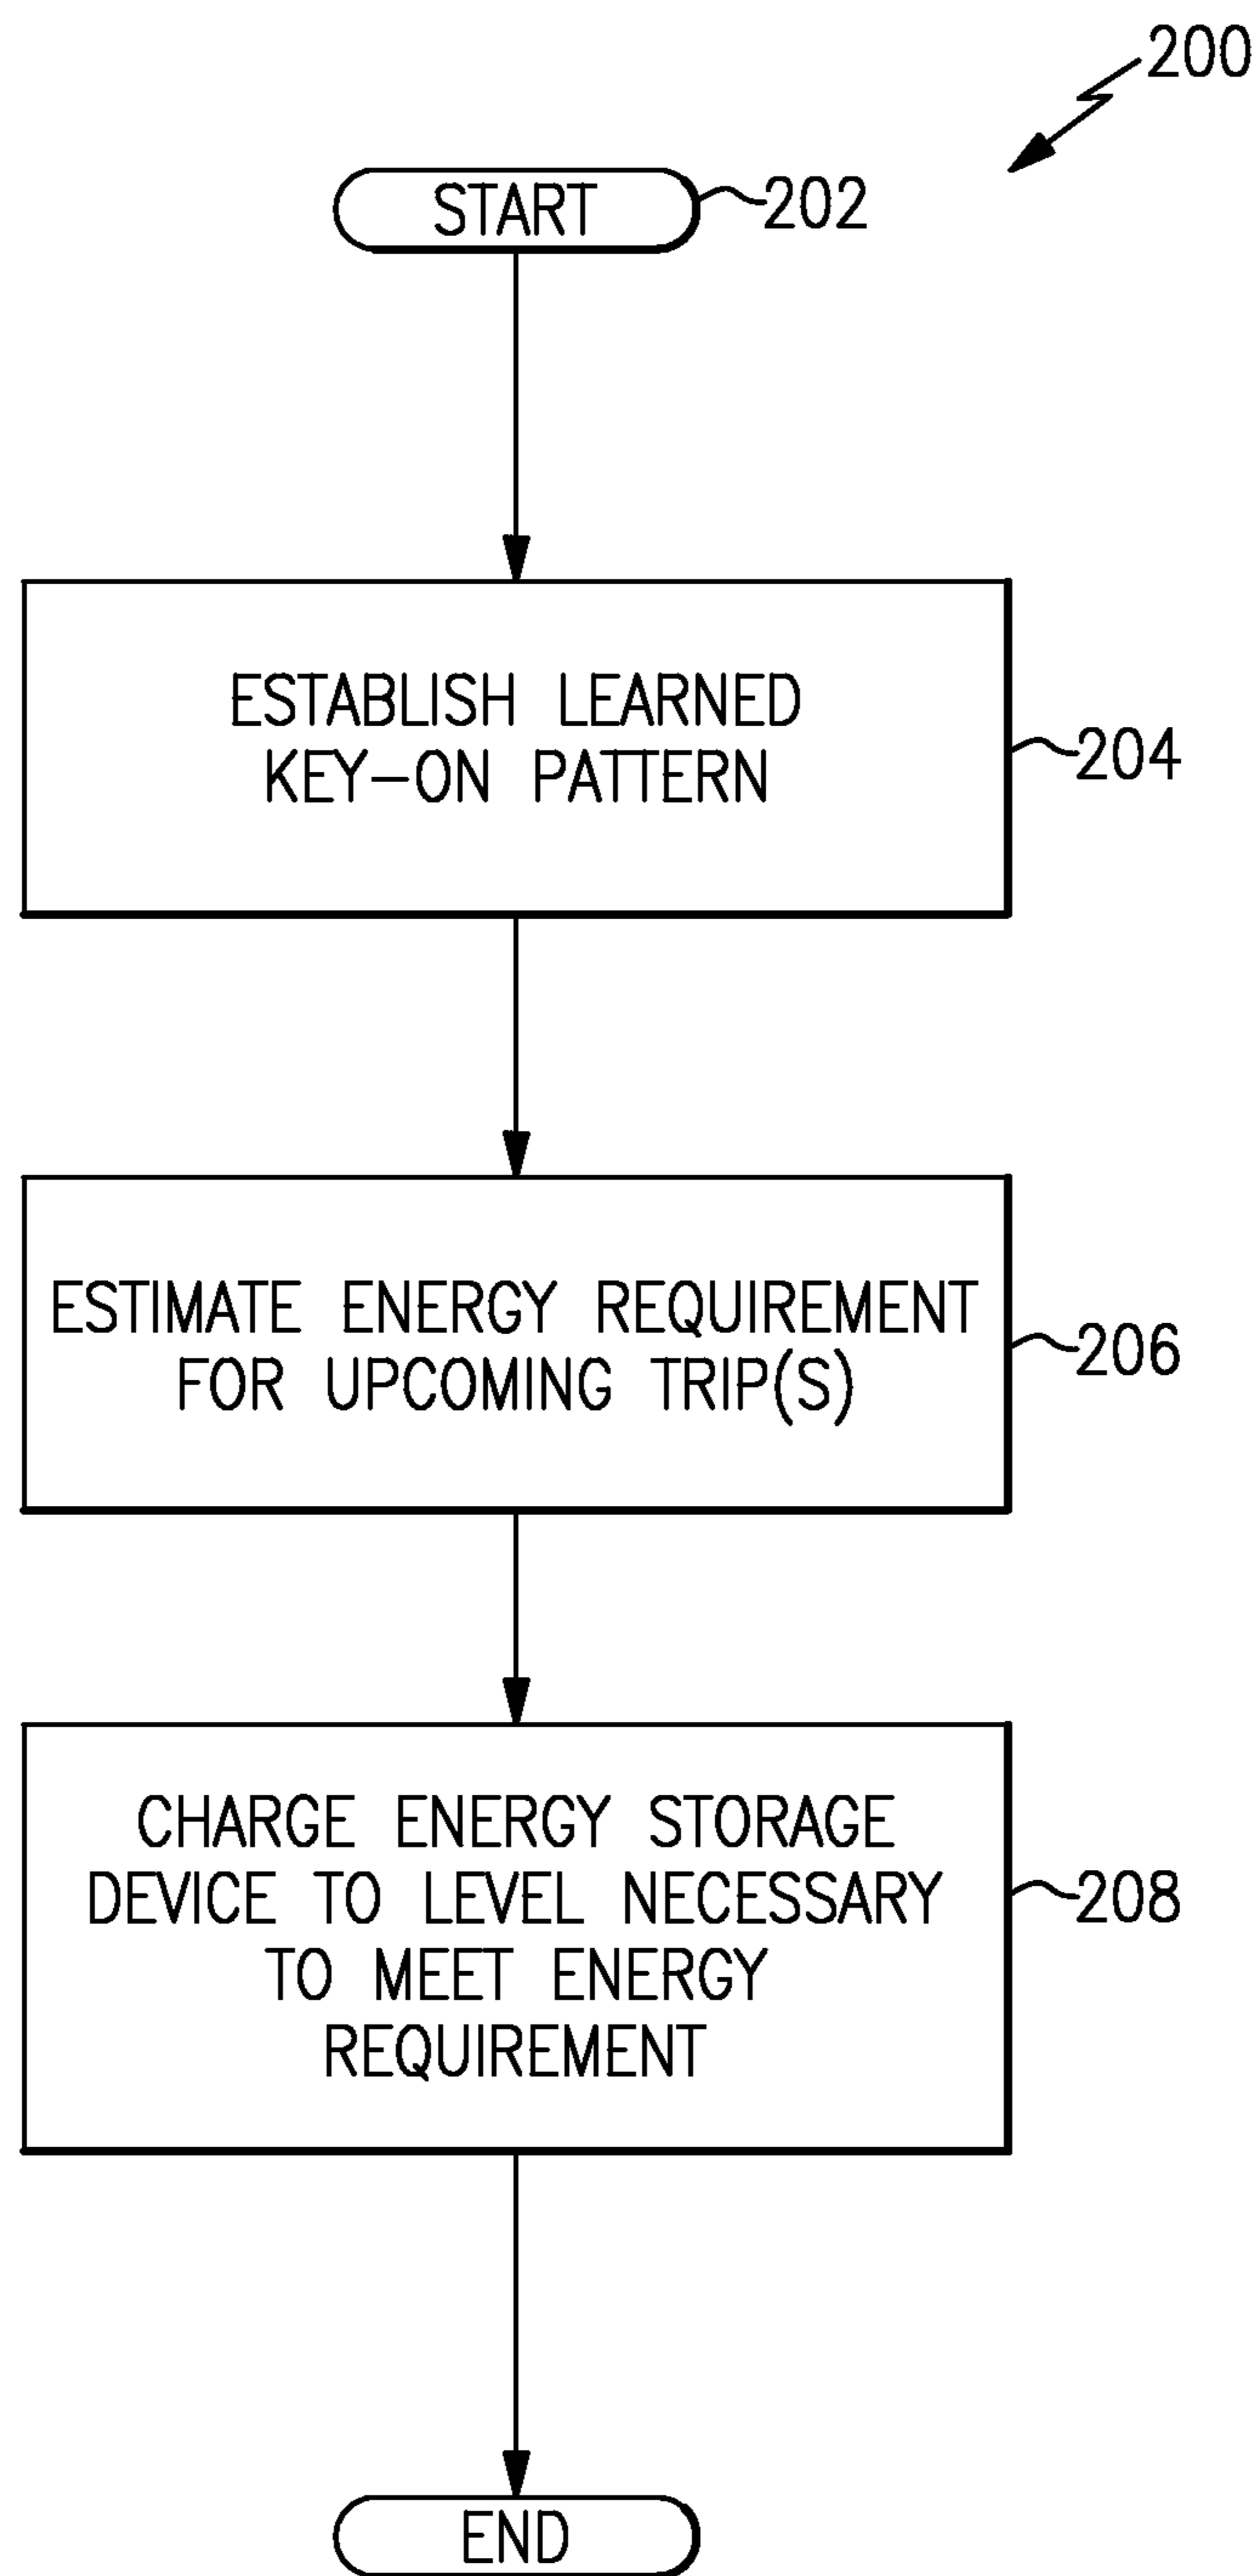 200
START
202
ESTABLISH LEARNED
KEY-ON PATTERN
204
ESTIMATE ENERGY REQUIREMENT
FOR UPCOMING TRIP(S)
206
CHARGE ENERGY STORAGE
DEVICE TO LEVEL NECESSARY
TO MEET ENERGY
REQUIREMENT
208
END